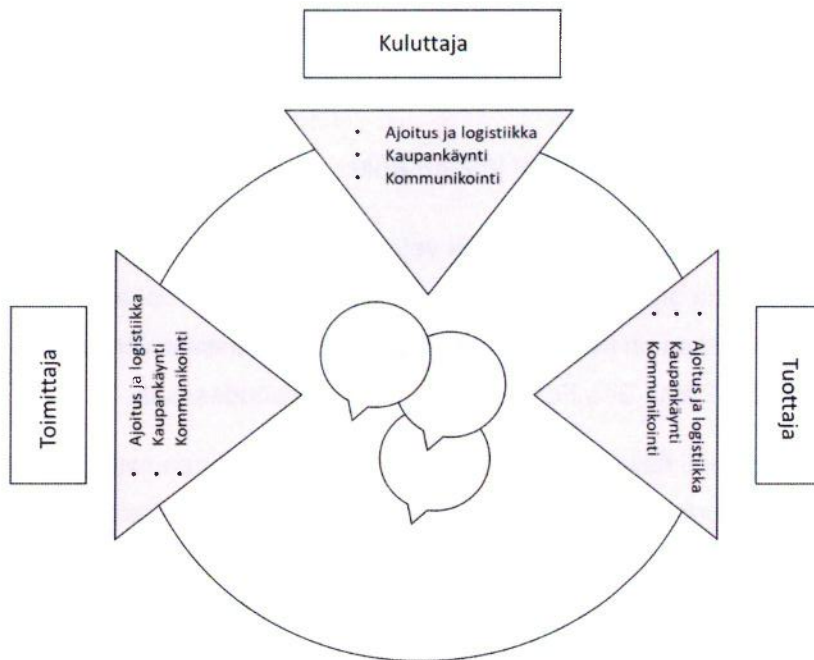 Kuluttaja
• Ajoitus ja logistiikka
• Kaupankäynti
• Kommunikointi
Toimittaja
• Ajoitus ja logistiikka
• Kaupankäynti
• Kommunikointi
• Ajoitus ja logistiikka
• Kaupankäynti
• Kommunikointi
Tuottaja